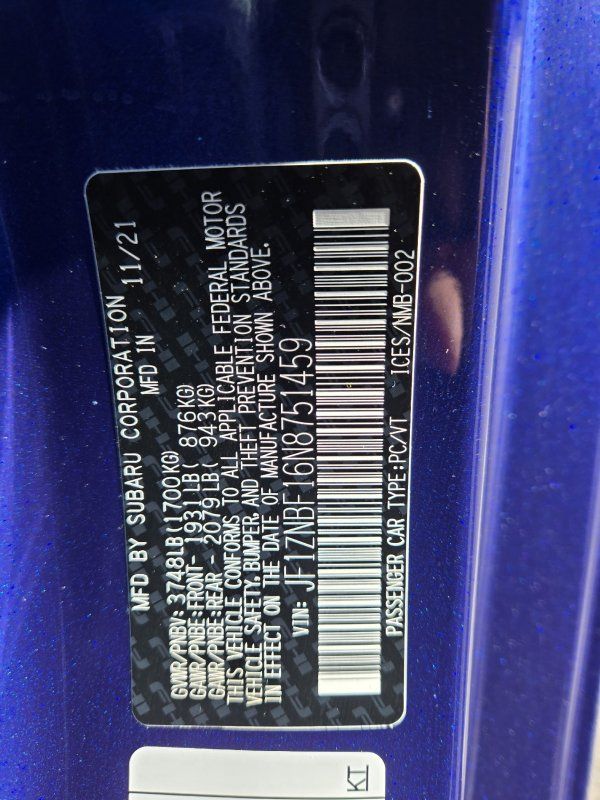 MFD BY SUBARU CORPORATION
MFD IN 11/21
GVWR/PNBV: 3748LB(1700KG)
GAWR/PNBE:FRONT- 1931LB( 876KG)
GAWR/PNBE:REAR - 2079LB( 943KG)
THIS VEHICLE CONFORMS TO ALL APPLICABLE FEDERAL MOTOR
VEHICLE SAFETY, BUMPER, AND THEFT PREVENTION STANDARDS
IN EFFECT ON THE DATE OF MANUFACTURE SHOWN ABOVE.
VIN: JF1ZNBF16N8751459
PASSENGER CAR TYPE:PC/VT ICES/NMB-002
KT